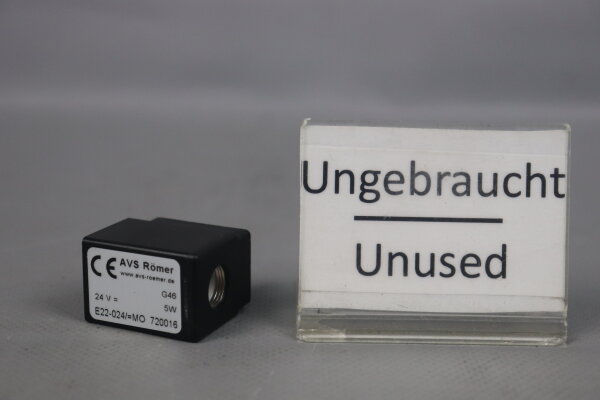 CE AVS Römer
www.avs-roemer.de
G46
24 V =
5W
E22-024/=MO 720016
Ungebraucht
Unused